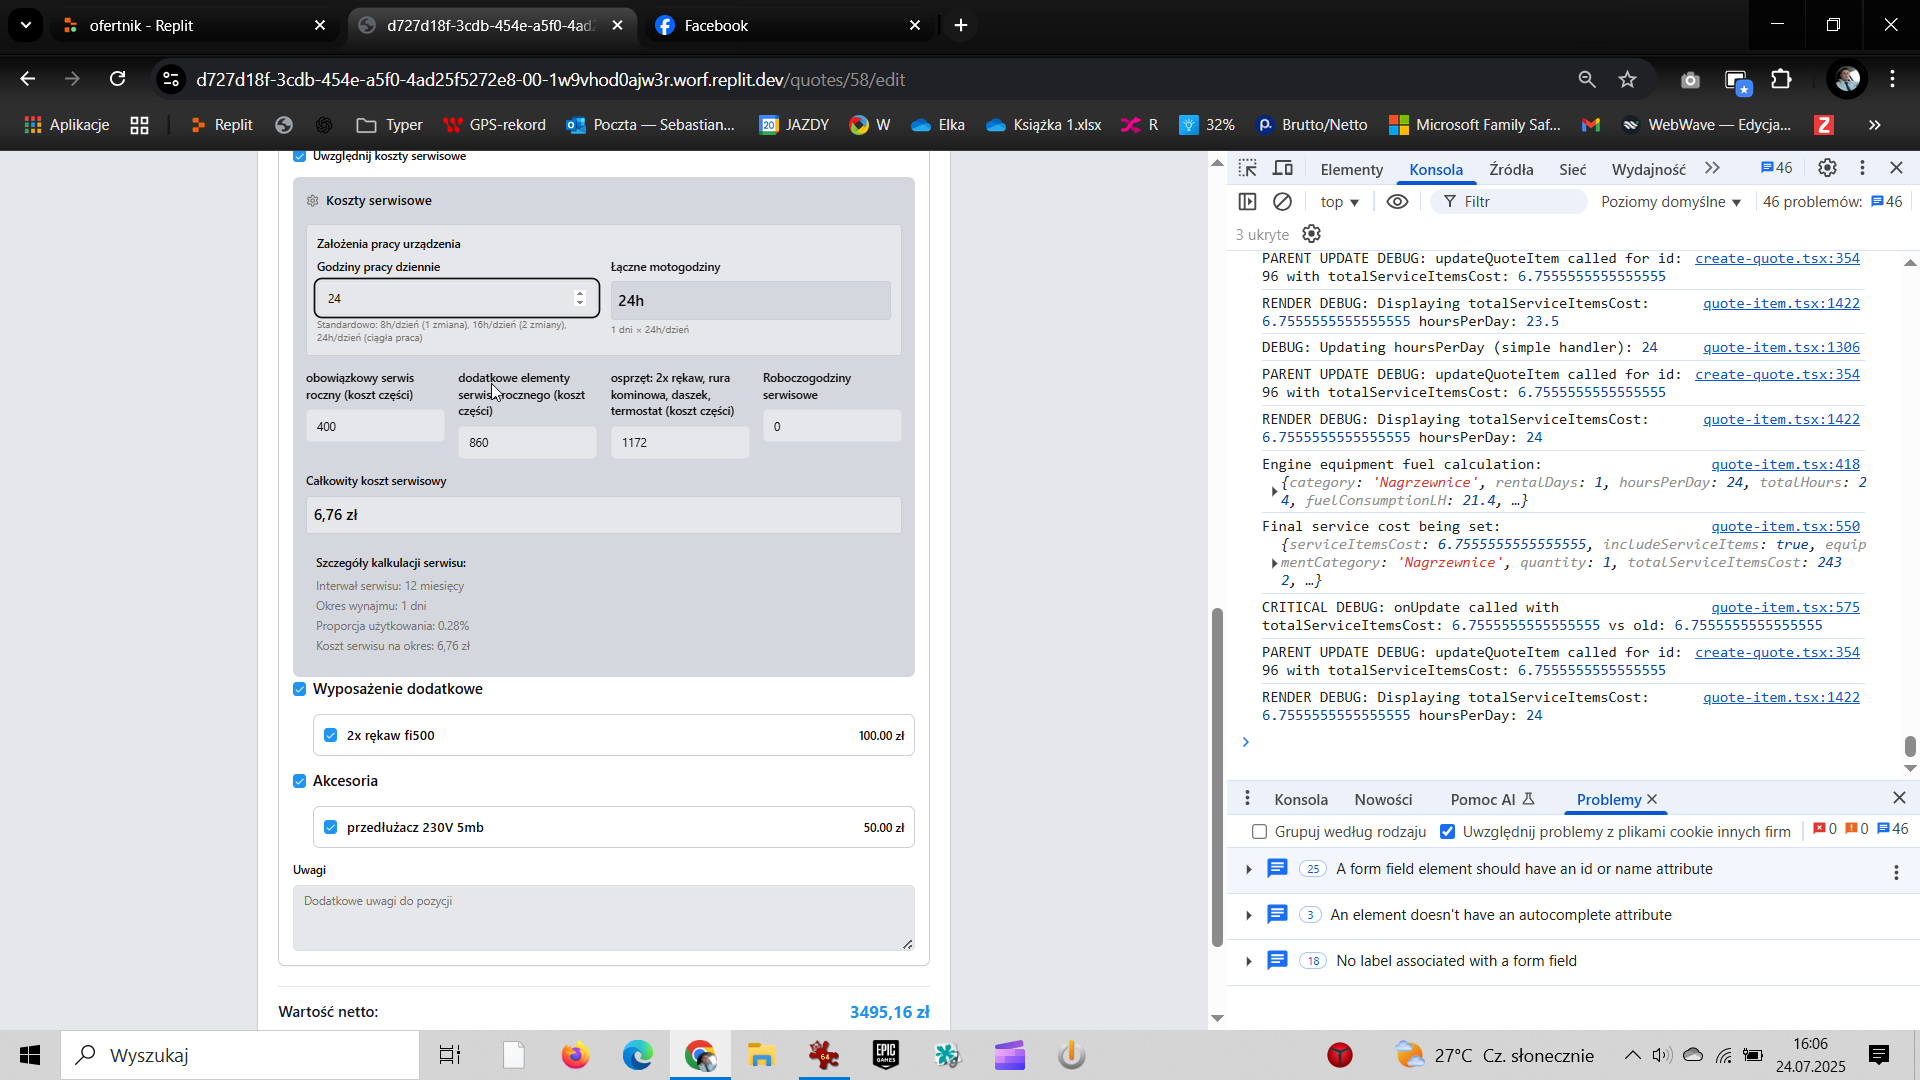 ofertnik - Replit
d727d18f-3cdb-454e-a5f0-4ad2
Facebook
d727d18f-3cdb-454e-a5f0-4ad25f5272e8-00-1w9vhod0ajw3r.worf.replit.dev/quotes/58/edit
Aplikacje
Replit
Typer
GPS-rekord
Poczta — Sebastian...
JAZDY
W
Elka
Książka 1.xlsx
R
32%
Brutto/Netto
Microsoft Family Saf...
WebWave — Edycja...
Uwzględnij koszty serwisowe
Koszty serwisowe
Założenia pracy urządzenia
Godziny pracy dziennie
Łączne motogodziny
24
24h
Standardowo: 8h/dzień (1 zmiana), 16h/dzień (2 zmiany),
24h/dzień (ciągła praca)
1 dni × 24h/dzień
obowiązkowy serwis
roczny (koszt części)
400
dodatkowe elementy
serwisu rocznego (koszt
części)
860
osprzęt: 2x rękaw, rura
kominowa, daszek,
termostat (koszt części)
1172
Roboczogodziny
serwisowe
0
Całkowity koszt serwisowy
6,76 zł
Szczegóły kalkulacji serwisu:
Interwał serwisu: 12 miesięcy
Okres wynajmu: 1 dni
Proporcja użytkowania: 0.28%
Koszt serwisu na okres: 6,76 zł
Wyposażenie dodatkowe
2x rękaw fi500 100.00 zł
Akcesoria
przedłużacz 230V 5mb 50.00 zł
Uwagi
Dodatkowe uwagi do pozycji
Wartość netto: 3495,16 zł
Elementy Konsola Źródła Sieć Wydajność 46
top Filtr Poziomy domyślne 46 problemów: 46
3 ukryte
PARENT UPDATE DEBUG: updateQuoteItem called for id: create-quote.tsx:354
96 with totalServiceItemsCost: 6.7555555555555555
RENDER DEBUG: Displaying totalServiceItemsCost: quote-item.tsx:1422
6.7555555555555555 hoursPerDay: 23.5
DEBUG: Updating hoursPerDay (simple handler): 24 quote-item.tsx:1306
PARENT UPDATE DEBUG: updateQuoteItem called for id: create-quote.tsx:354
96 with totalServiceItemsCost: 6.7555555555555555
RENDER DEBUG: Displaying totalServiceItemsCost: quote-item.tsx:1422
6.7555555555555555 hoursPerDay: 24
Engine equipment fuel calculation: quote-item.tsx:418
{category: 'Nagrzewnice', rentalDays: 1, hoursPerDay: 24, totalHours: 2
4, fuelConsumptionLH: 21.4, …}
Final service cost being set: quote-item.tsx:550
{serviceItemsCost: 6.7555555555555555, includeServiceItems: true, equip
mentCategory: 'Nagrzewnice', quantity: 1, totalServiceItemsCost: 243
2, …}
CRITICAL DEBUG: onUpdate called with quote-item.tsx:575
totalServiceItemsCost: 6.7555555555555555 vs old: 6.7555555555555555
PARENT UPDATE DEBUG: updateQuoteItem called for id: create-quote.tsx:354
96 with totalServiceItemsCost: 6.7555555555555555
RENDER DEBUG: Displaying totalServiceItemsCost: quote-item.tsx:1422
6.7555555555555555 hoursPerDay: 24
Konsola Nowości Pomoc AI Problemy
Grupuj według rodzaju Uwzględnij problemy z plikami cookie innych firm 0 0 46
25 A form field element should have an id or name attribute
3 An element doesn't have an autocomplete attribute
18 No label associated with a form field
Wyszukaj
64
EPIC GAMES
27°C Cz. słonecznie
16:06
24.07.2025